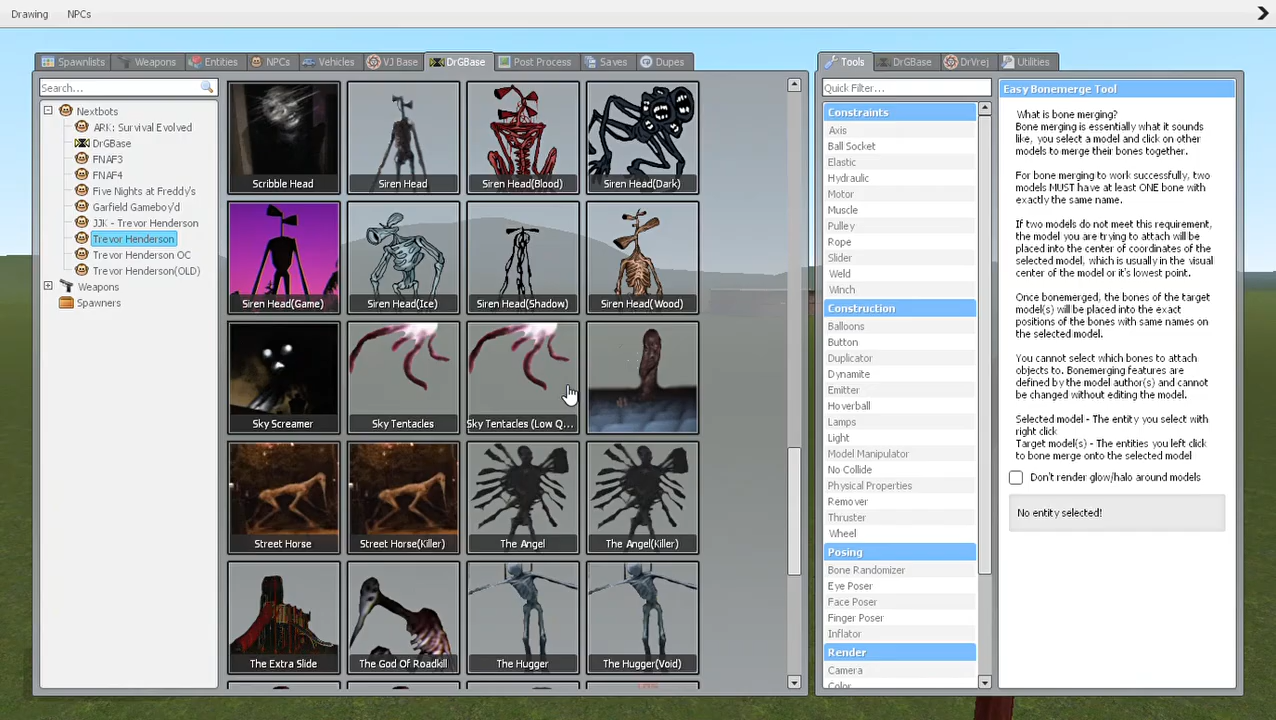 Drawing NPCs
Spawnlists Weapons Entities NPCs Vehicles VJ Base DrGBase Post Process Saves Dupes
Search...
Nextbots
ARK: Survival Evolved
DrGBase
FNAF3
FNAF4
Five Nights at Freddy's
Garfield Gameboy'd
JJK - Trevor Henderson
Trevor Henderson
Trevor Henderson OC
Trevor Henderson(OLD)
Weapons
Spawners
Scribble Head Siren Head Siren Head(Blood) Siren Head(Dark)
Siren Head(Game) Siren Head(Ice) Siren Head(Shadow) Siren Head(Wood)
Sky Screamer Sky Tentacles Sky Tentacles (Low Q...
Street Horse Street Horse(Killer) The Angel The Angel(Killer)
The Extra Slide The God Of Roadkill The Hugger The Hugger(Void)
Tools DrGBase DrVrej Utilities
Quick Filter...
Constraints
Axis
Ball Socket
Elastic
Hydraulic
Motor
Muscle
Pulley
Rope
Slider
Weld
Winch
Construction
Balloons
Button
Duplicator
Dynamite
Emitter
Hoverball
Lamps
Light
Model Manipulator
No Collide
Physical Properties
Remover
Thruster
Wheel
Posing
Bone Randomizer
Eye Poser
Face Poser
Finger Poser
Inflator
Render
Camera
Color
Easy Bonemerge Tool
What is bone merging?
Bone merging is essentially what it sounds
like, you select a model and click on other
models to merge their bones together.
For bone merging to work successfully, two
models MUST have at least ONE bone with
exactly the same name.
If two models do not meet this requirement,
the model you are trying to attach will be
placed into the center of coordinates of the
selected model, which is usually in the visual
center of the model or it's lowest point.
Once bonemerged, the bones of the target
model(s) will be placed into the exact
positions of the bones with same names on
the selected model.
You cannot select which bones to attach
objects to. Bonemerging features are
defined by the model author(s) and cannot
be changed without editing the model.
Selected model - The entity you select with
right click
Target model(s) - The entities you left click
to bone merge onto the selected model
Don't render glow/halo around models
No entity selected!